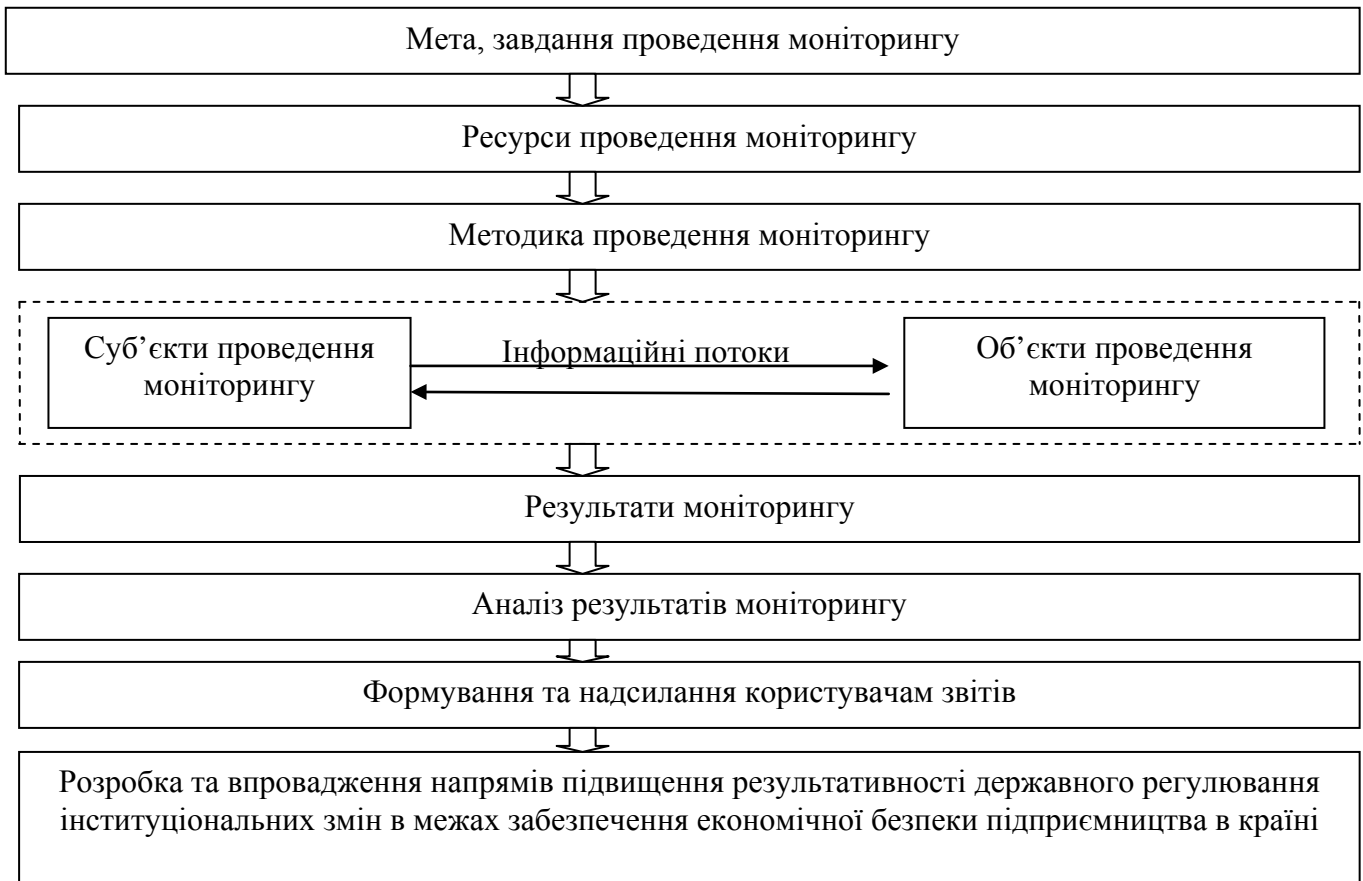 Мета, завдання проведення моніторингу
Ресурси проведення моніторингу
Методика проведення моніторингу
Суб’єкти проведення
моніторингу
Інформаційні потоки
Об’єкти проведення
моніторингу
Результати моніторингу
Аналіз результатів моніторингу
Формування та надсилання користувачам звітів
Розробка та впровадження напрямів підвищення результативності державного регулювання
інституціональних змін в межах забезпечення економічної безпеки підприємництва в країні